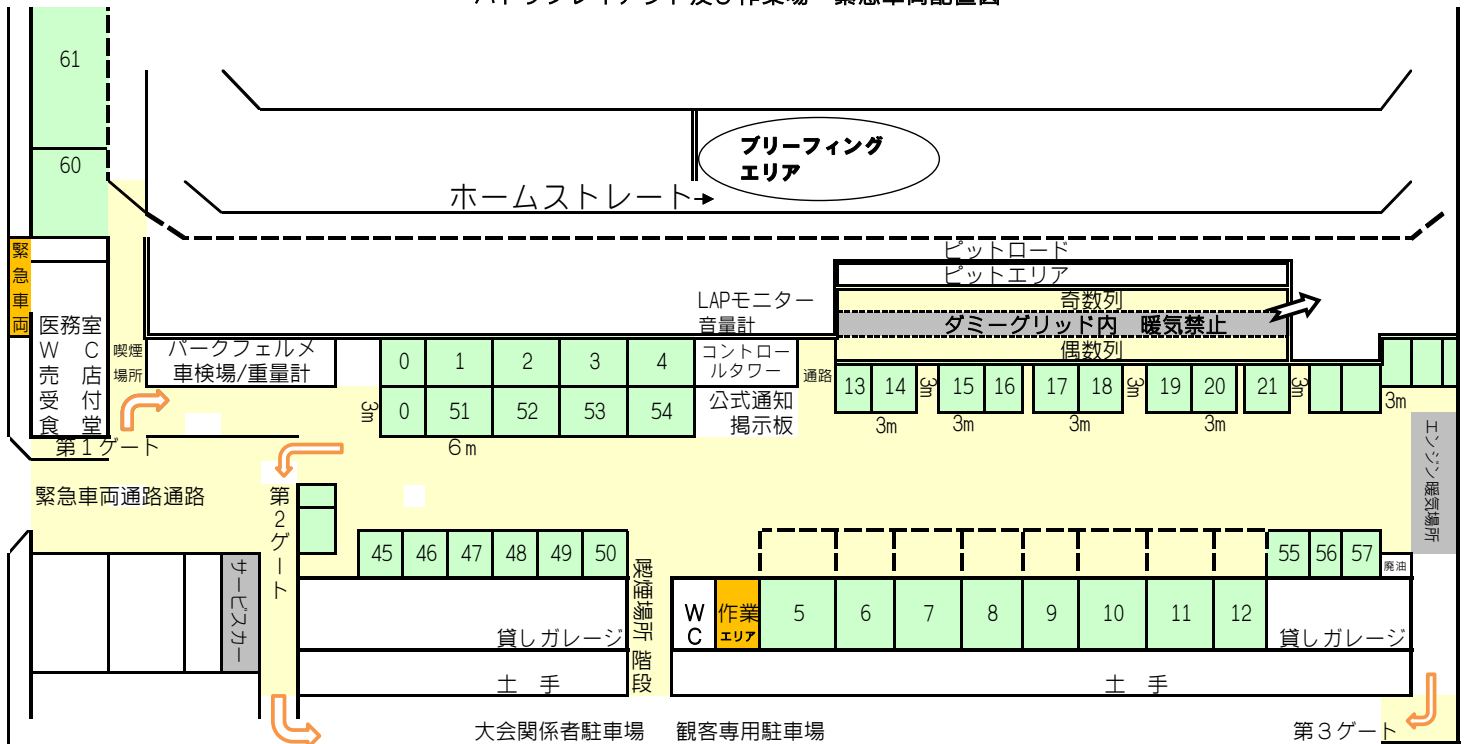 パドックレイアウト及び作業場・緊急車両配置図
61
60
ブリーフィング
エリア
ホームストレート
緊急車両
ピットロード
ピットエリア
奇数列
LAPモニター
音量計
ダミーグリッド内 暖気禁止
偶数列
医務室
WC
売店
受付
食堂
喫煙
場所
パークフェルメ
車検場/重量計
0 1 2 3 4
コントロー
ルタワー
通路
13 14 3m 15 16 17 18 3m 19 20 21 3m
3m
3m 0 51 52 53 54
公式通知
掲示板
3m 3m 3m 3m
6m
第1ゲート
エンジン暖気場所
緊急車両通路通路
第2ゲート
45 46 47 48 49 50
55 56 57
廃油
サービスカー
喫煙場所
階段
WC
作業
エリア
5 6 7 8 9 10 11 12
貸しガレージ
貸しガレージ
土 手
土 手
大会関係者駐車場 観客専用駐車場
第3ゲート